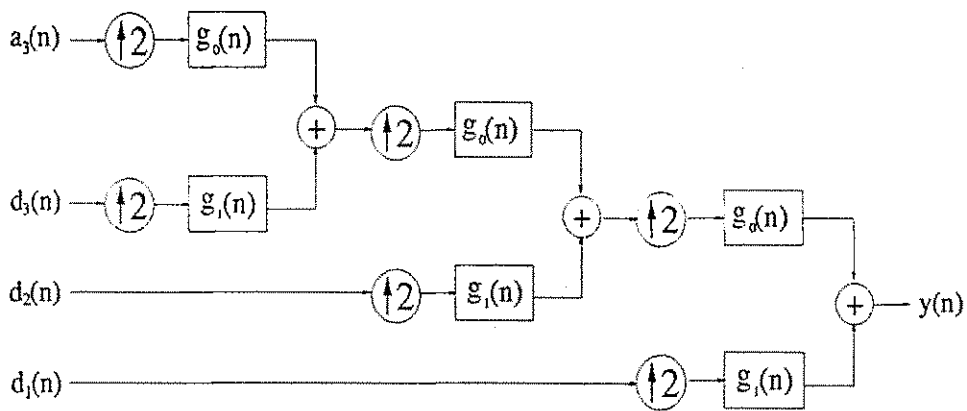 a₃(n) ↑2 g₀(n)
+ ↑2 g₀(n)
d₃(n) ↑2 g₁(n)
+ ↑2 g₀(n)
d₂(n) ↑2 g₁(n)
+ y(n)
d₁(n) ↑2 g₁(n)